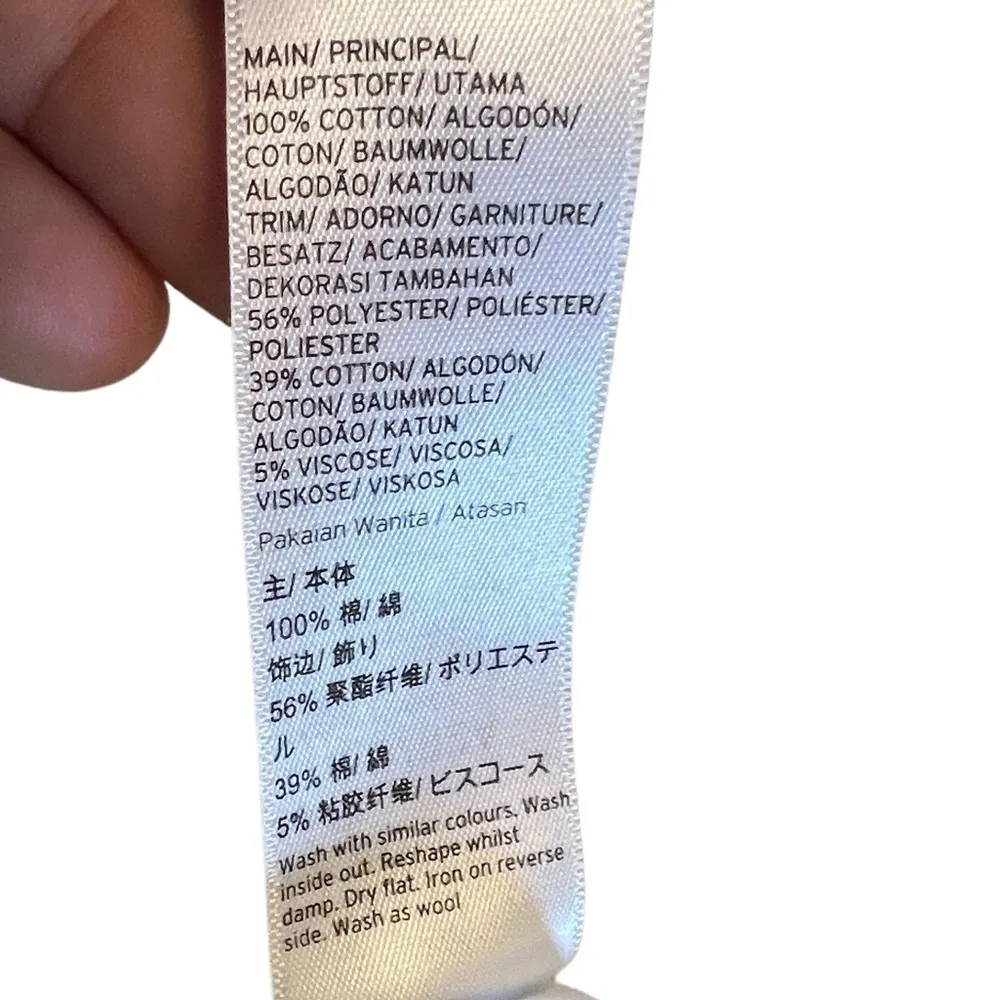 MAIN/ PRINCIPAL/
HAUPTSTOFF/ UTAMA
100% COTTON/ ALGODÓN/
COTON/ BAUMWOLLE/
ALGODÃO/ KATUN
TRIM/ ADORNO/ GARNITURE/
BESATZ/ ACABAMENTO/
DEKORASI TAMBAHAN
56% POLYESTER/ POLIÉSTER/
POLIESTER
39% COTTON/ ALGODÓN/
COTON/ BAUMWOLLE/
ALGODÃO/ KATUN
5% VISCOSE/ VISCOSA/
VISKOSE/ VISKOSA
Pakaian Wanita / Atasan
主/ 本体
100% 棉/ 綿
饰边/ 飾り
56% 聚酯纤维/ ポリエステ
ル
39% 棉/ 綿
5% 粘胶纤维/ ビスコース
Wash with similar colours. Wash
inside out. Reshape whilst
damp. Dry flat. Iron on reverse
side. Wash as wool